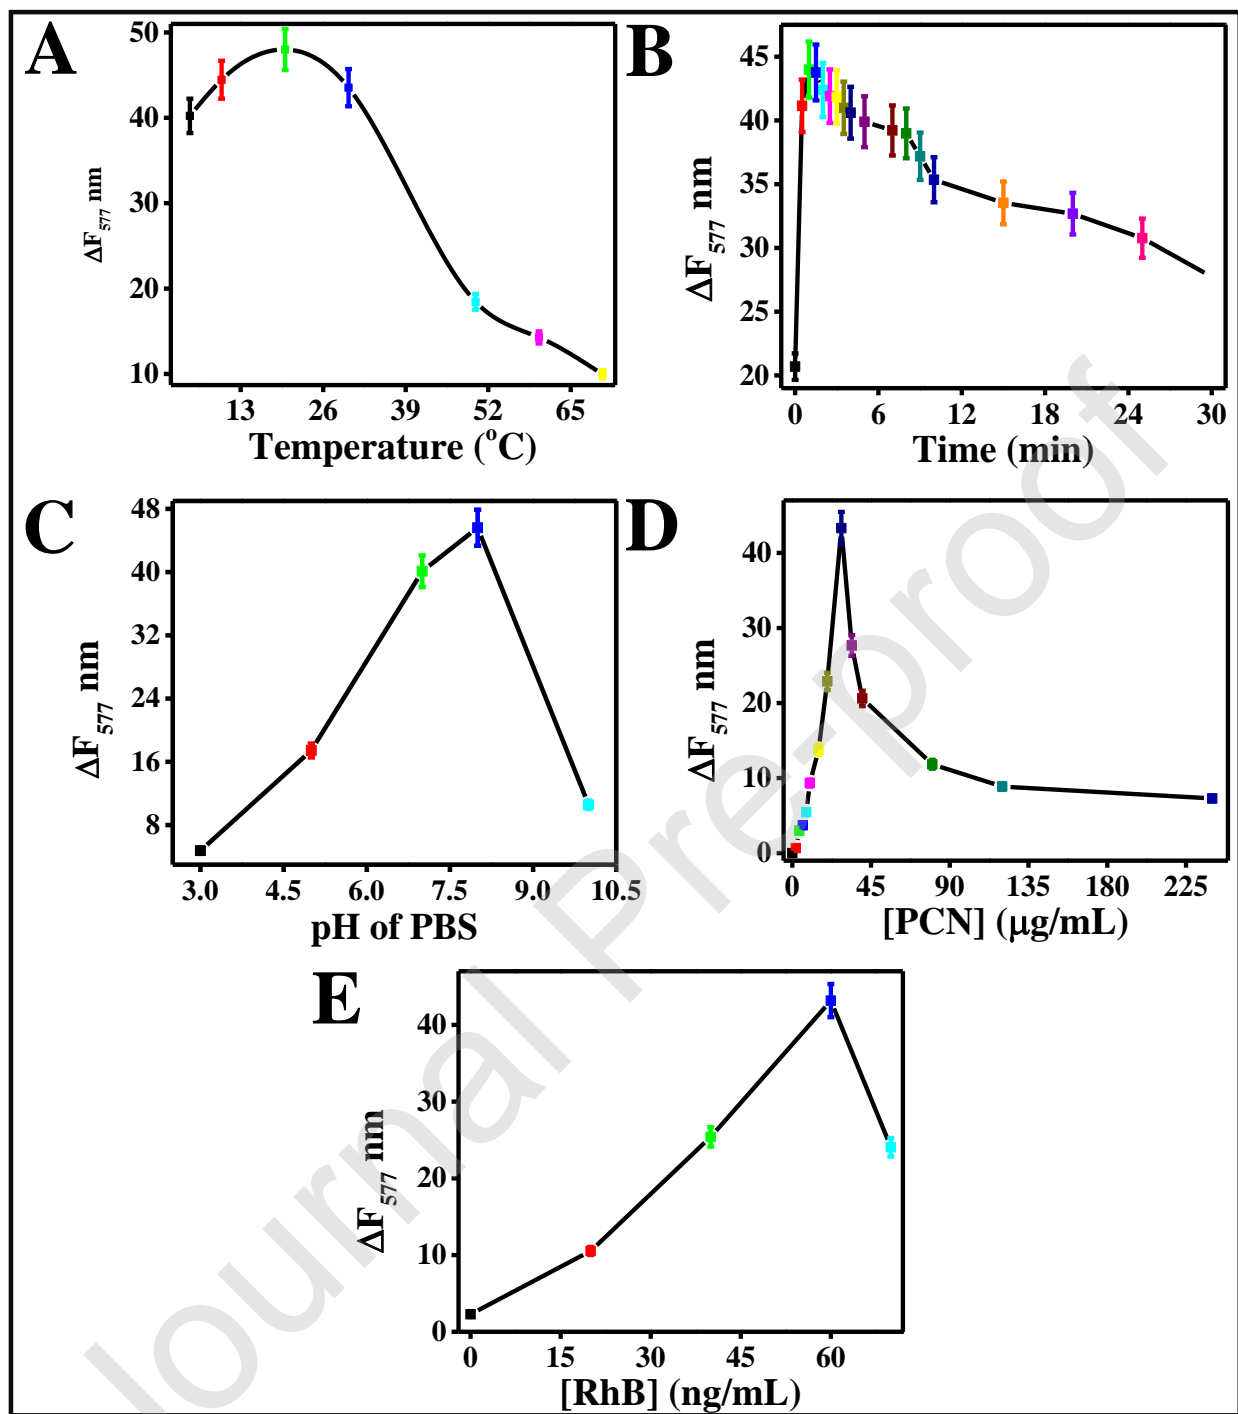 A
50
40
30
20
10
ΔF577 nm
13 26 39 52 65
Temperature (°C)
B
45
40
35
30
25
20
ΔF577 nm
0 6 12 18 24 30
Time (min)
C
48
40
32
24
16
8
ΔF577 nm
3.0 4.5 6.0 7.5 9.0 10.5
pH of PBS
D
40
30
20
10
0
ΔF577 nm
0 45 90 135 180 225
[PCN] (μg/mL)
E
40
30
20
10
0
ΔF577 nm
0 15 30 45 60
[RhB] (ng/mL)
Journal Pre-proof